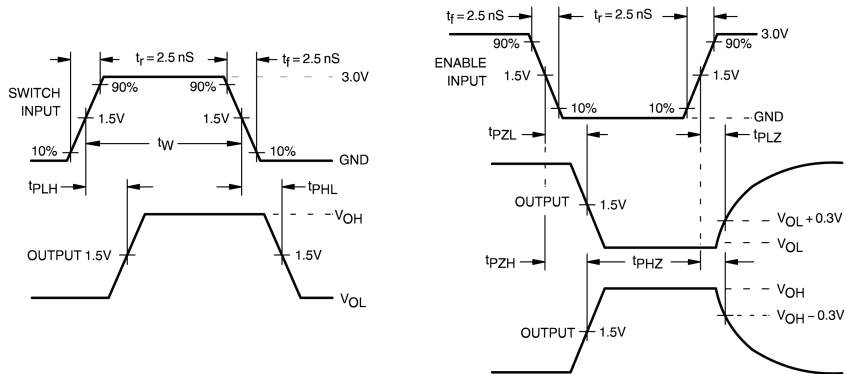 tr = 2.5 nS
tf = 2.5 nS
SWITCH
INPUT
90%
90%
3.0V
1.5V
1.5V
tW
10%
10%
GND
tPLH
tPHL
VOH
OUTPUT 1.5V
1.5V
VOL
tf = 2.5 nS
tr = 2.5 nS
90%
90%
3.0V
ENABLE
INPUT
1.5V
1.5V
10%
10%
GND
tPZL
tPLZ
OUTPUT
1.5V
VOL + 0.3V
VOL
tPZH
tPHZ
VOH
VOH – 0.3V
OUTPUT
1.5V